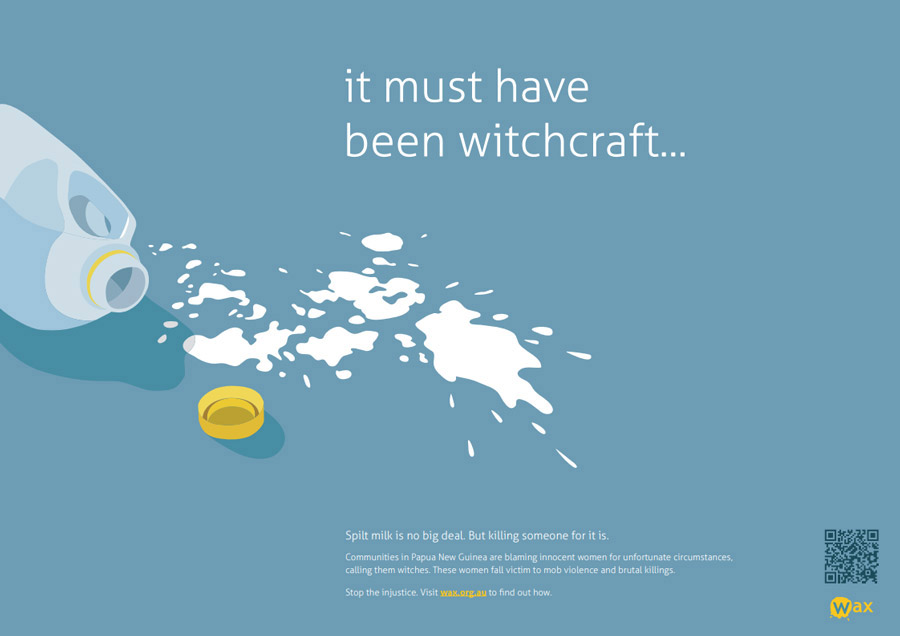 it must have
been witchcraft...
Spilt milk is no big deal. But killing someone for it is.
Communities in Papua New Guinea are blaming innocent women for unfortunate circumstances,
calling them witches. These women fall victim to mob violence and brutal killings.
Stop the injustice. Visit wax.org.au to find out how.
wax